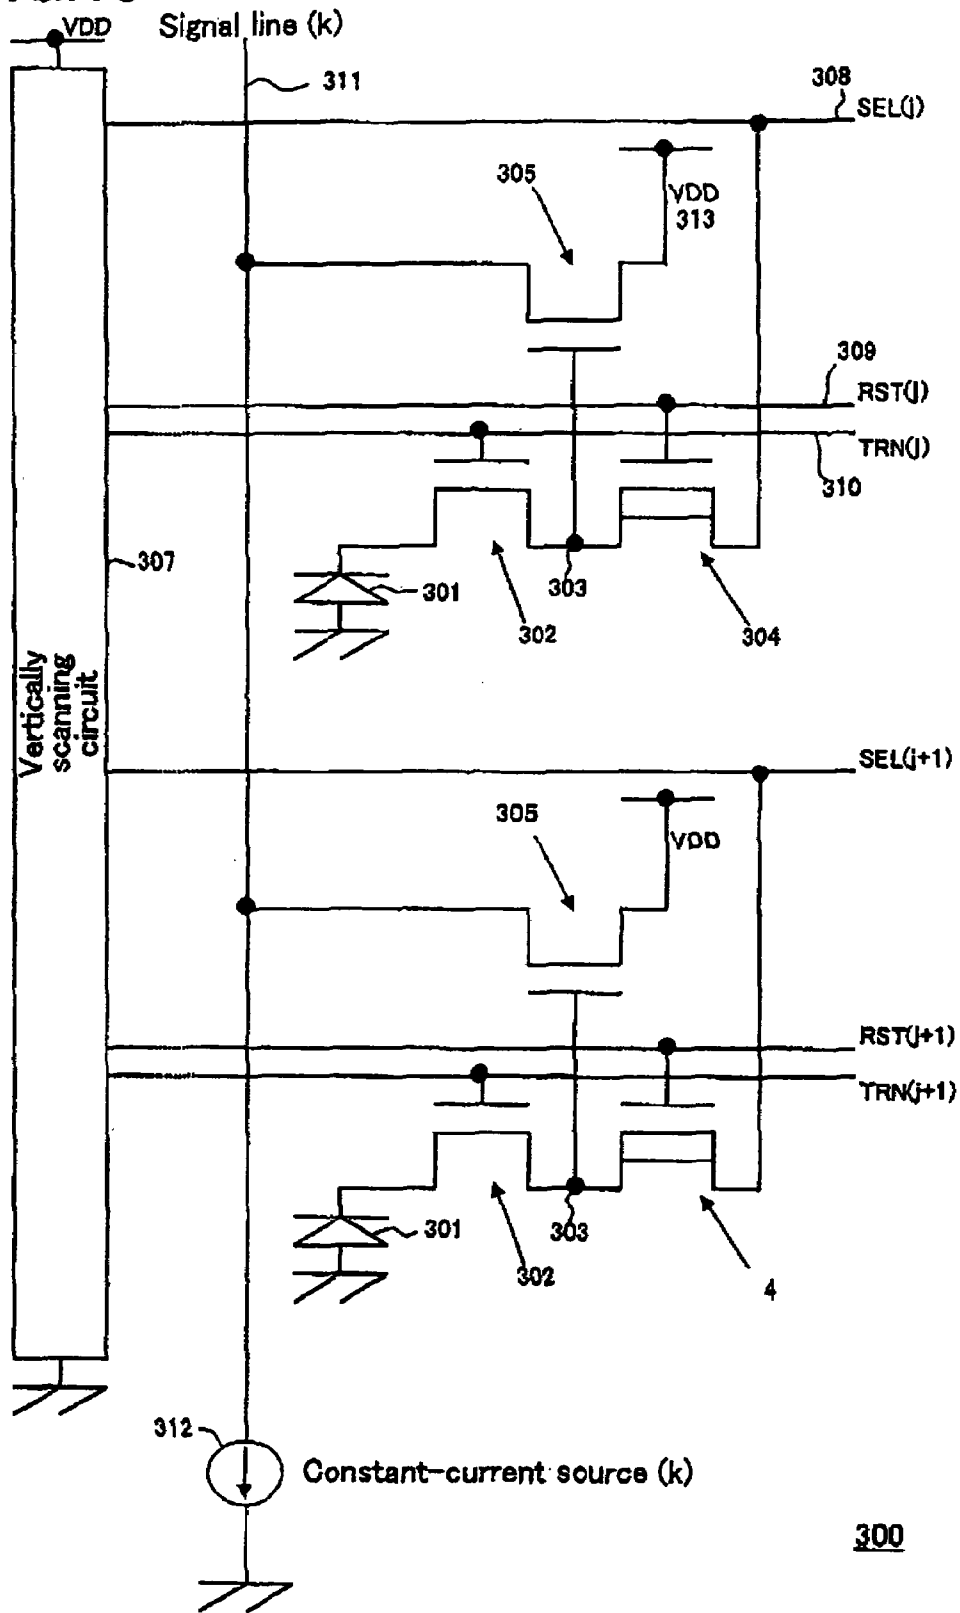 VDD
Signal line (k)
311
308
SEL(j)
305
VDD
313
309
RST(j)
TRN(j)
310
307
301
303
302
304
Vertically
scanning
circuit
SEL(j+1)
305
VDD
RST(j+1)
TRN(j+1)
301
303
302
4
312
Constant-current source (k)
300